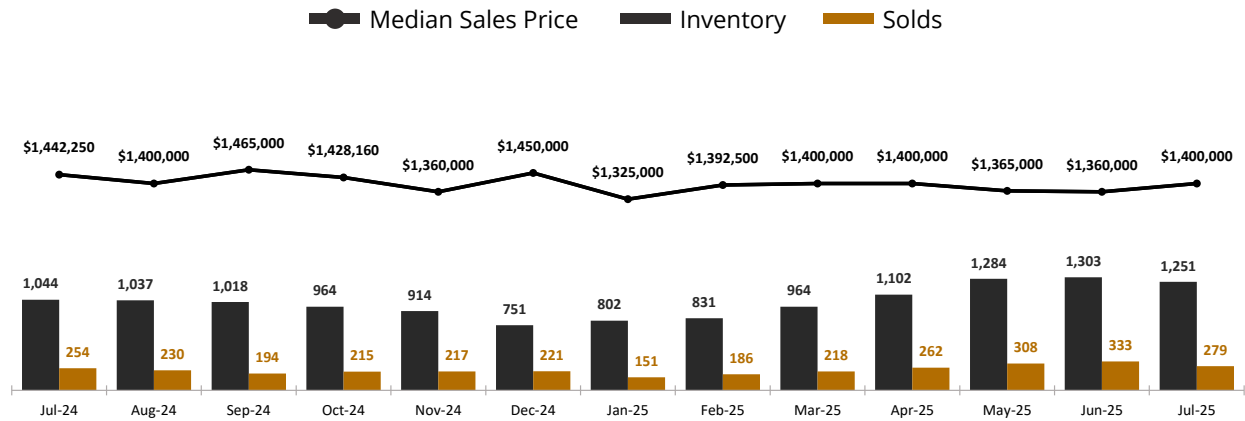 Median Sales Price Inventory Solds
$1,442,250 $1,400,000 $1,465,000 $1,428,160 $1,360,000 $1,450,000 $1,325,000 $1,392,500 $1,400,000 $1,400,000 $1,365,000 $1,360,000 $1,400,000
1,044 1,037 1,018 964 914 751 802 831 964 1,102 1,284 1,303 1,251
254 230 194 215 217 221 151 186 218 262 308 333 279
Jul-24 Aug-24 Sep-24 Oct-24 Nov-24 Dec-24 Jan-25 Feb-25 Mar-25 Apr-25 May-25 Jun-25 Jul-25